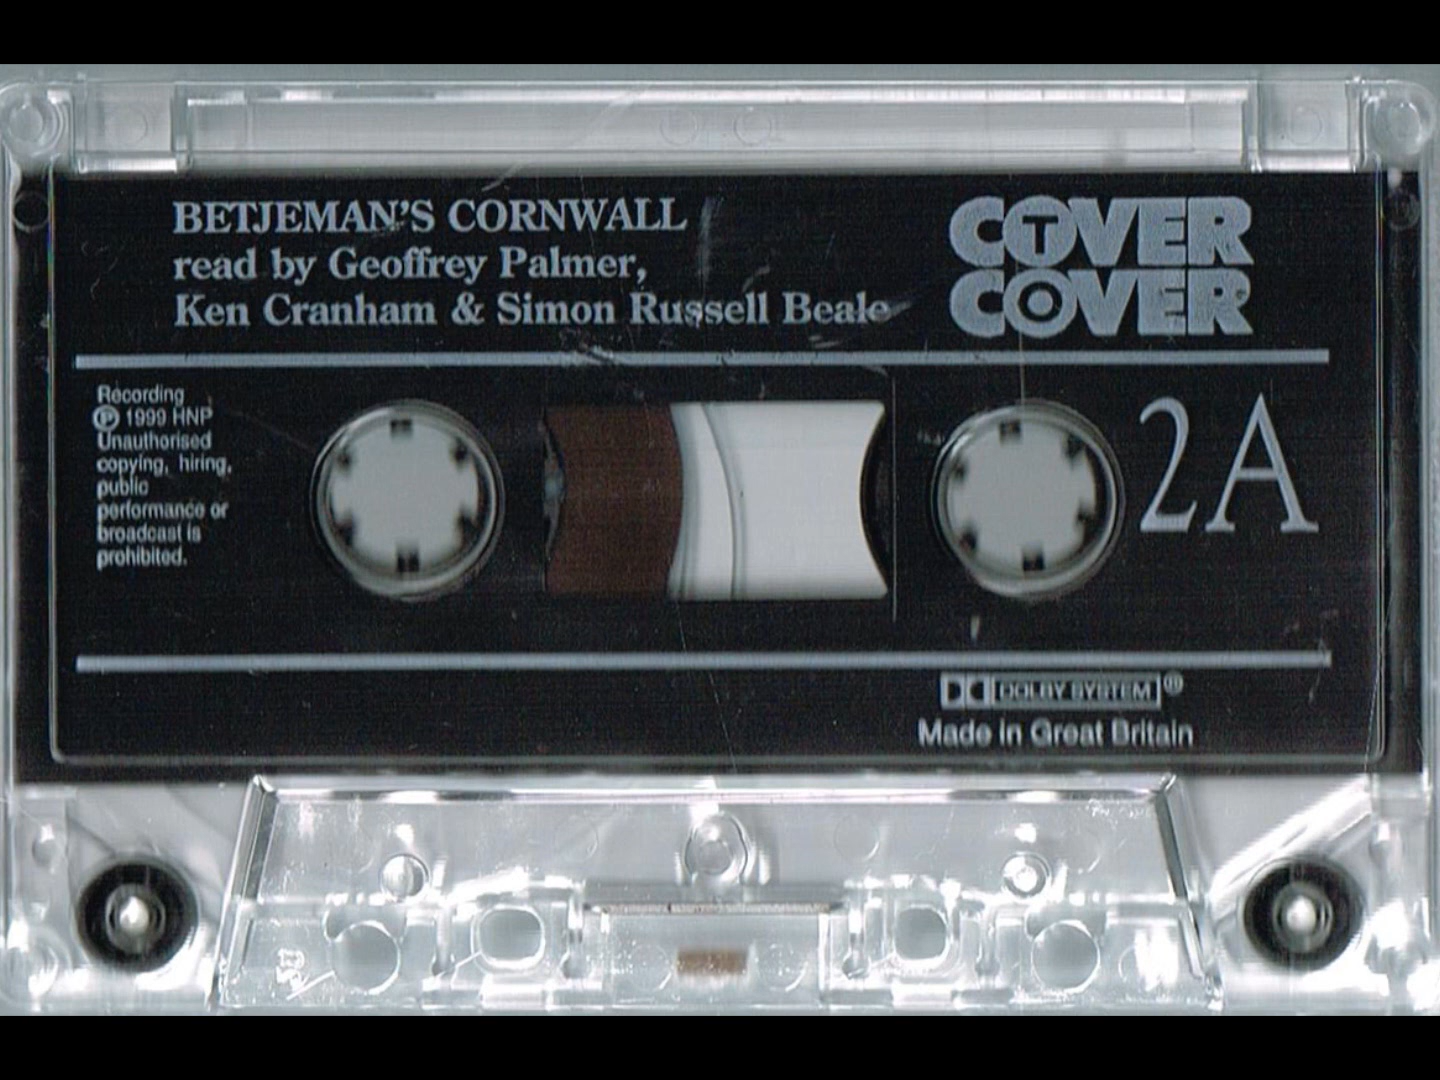 BETJEMAN'S CORNWALL
read by Geoffrey Palmer,
Ken Cranham & Simon Russell Beale
COVER
TO
COVER
Recording
℗ 1999 HNP
Unauthorised
copying, hiring,
public
performance or
broadcast is
prohibited.
2A
DOLBY SYSTEM®
Made in Great Britain